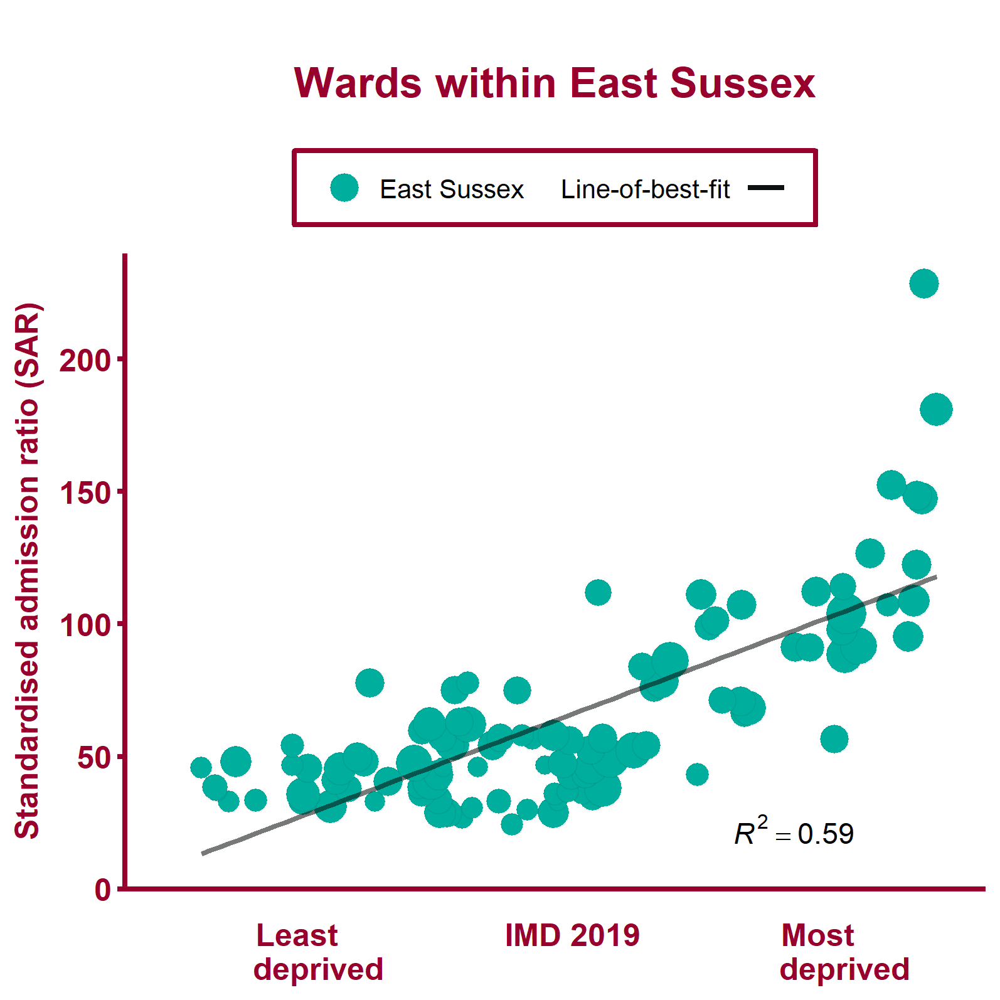 Wards within East Sussex
East Sussex Line-of-best-fit
Standardised admission ratio (SAR)
200
150
100
50
0
R² = 0.59
Least deprived
IMD 2019
Most deprived